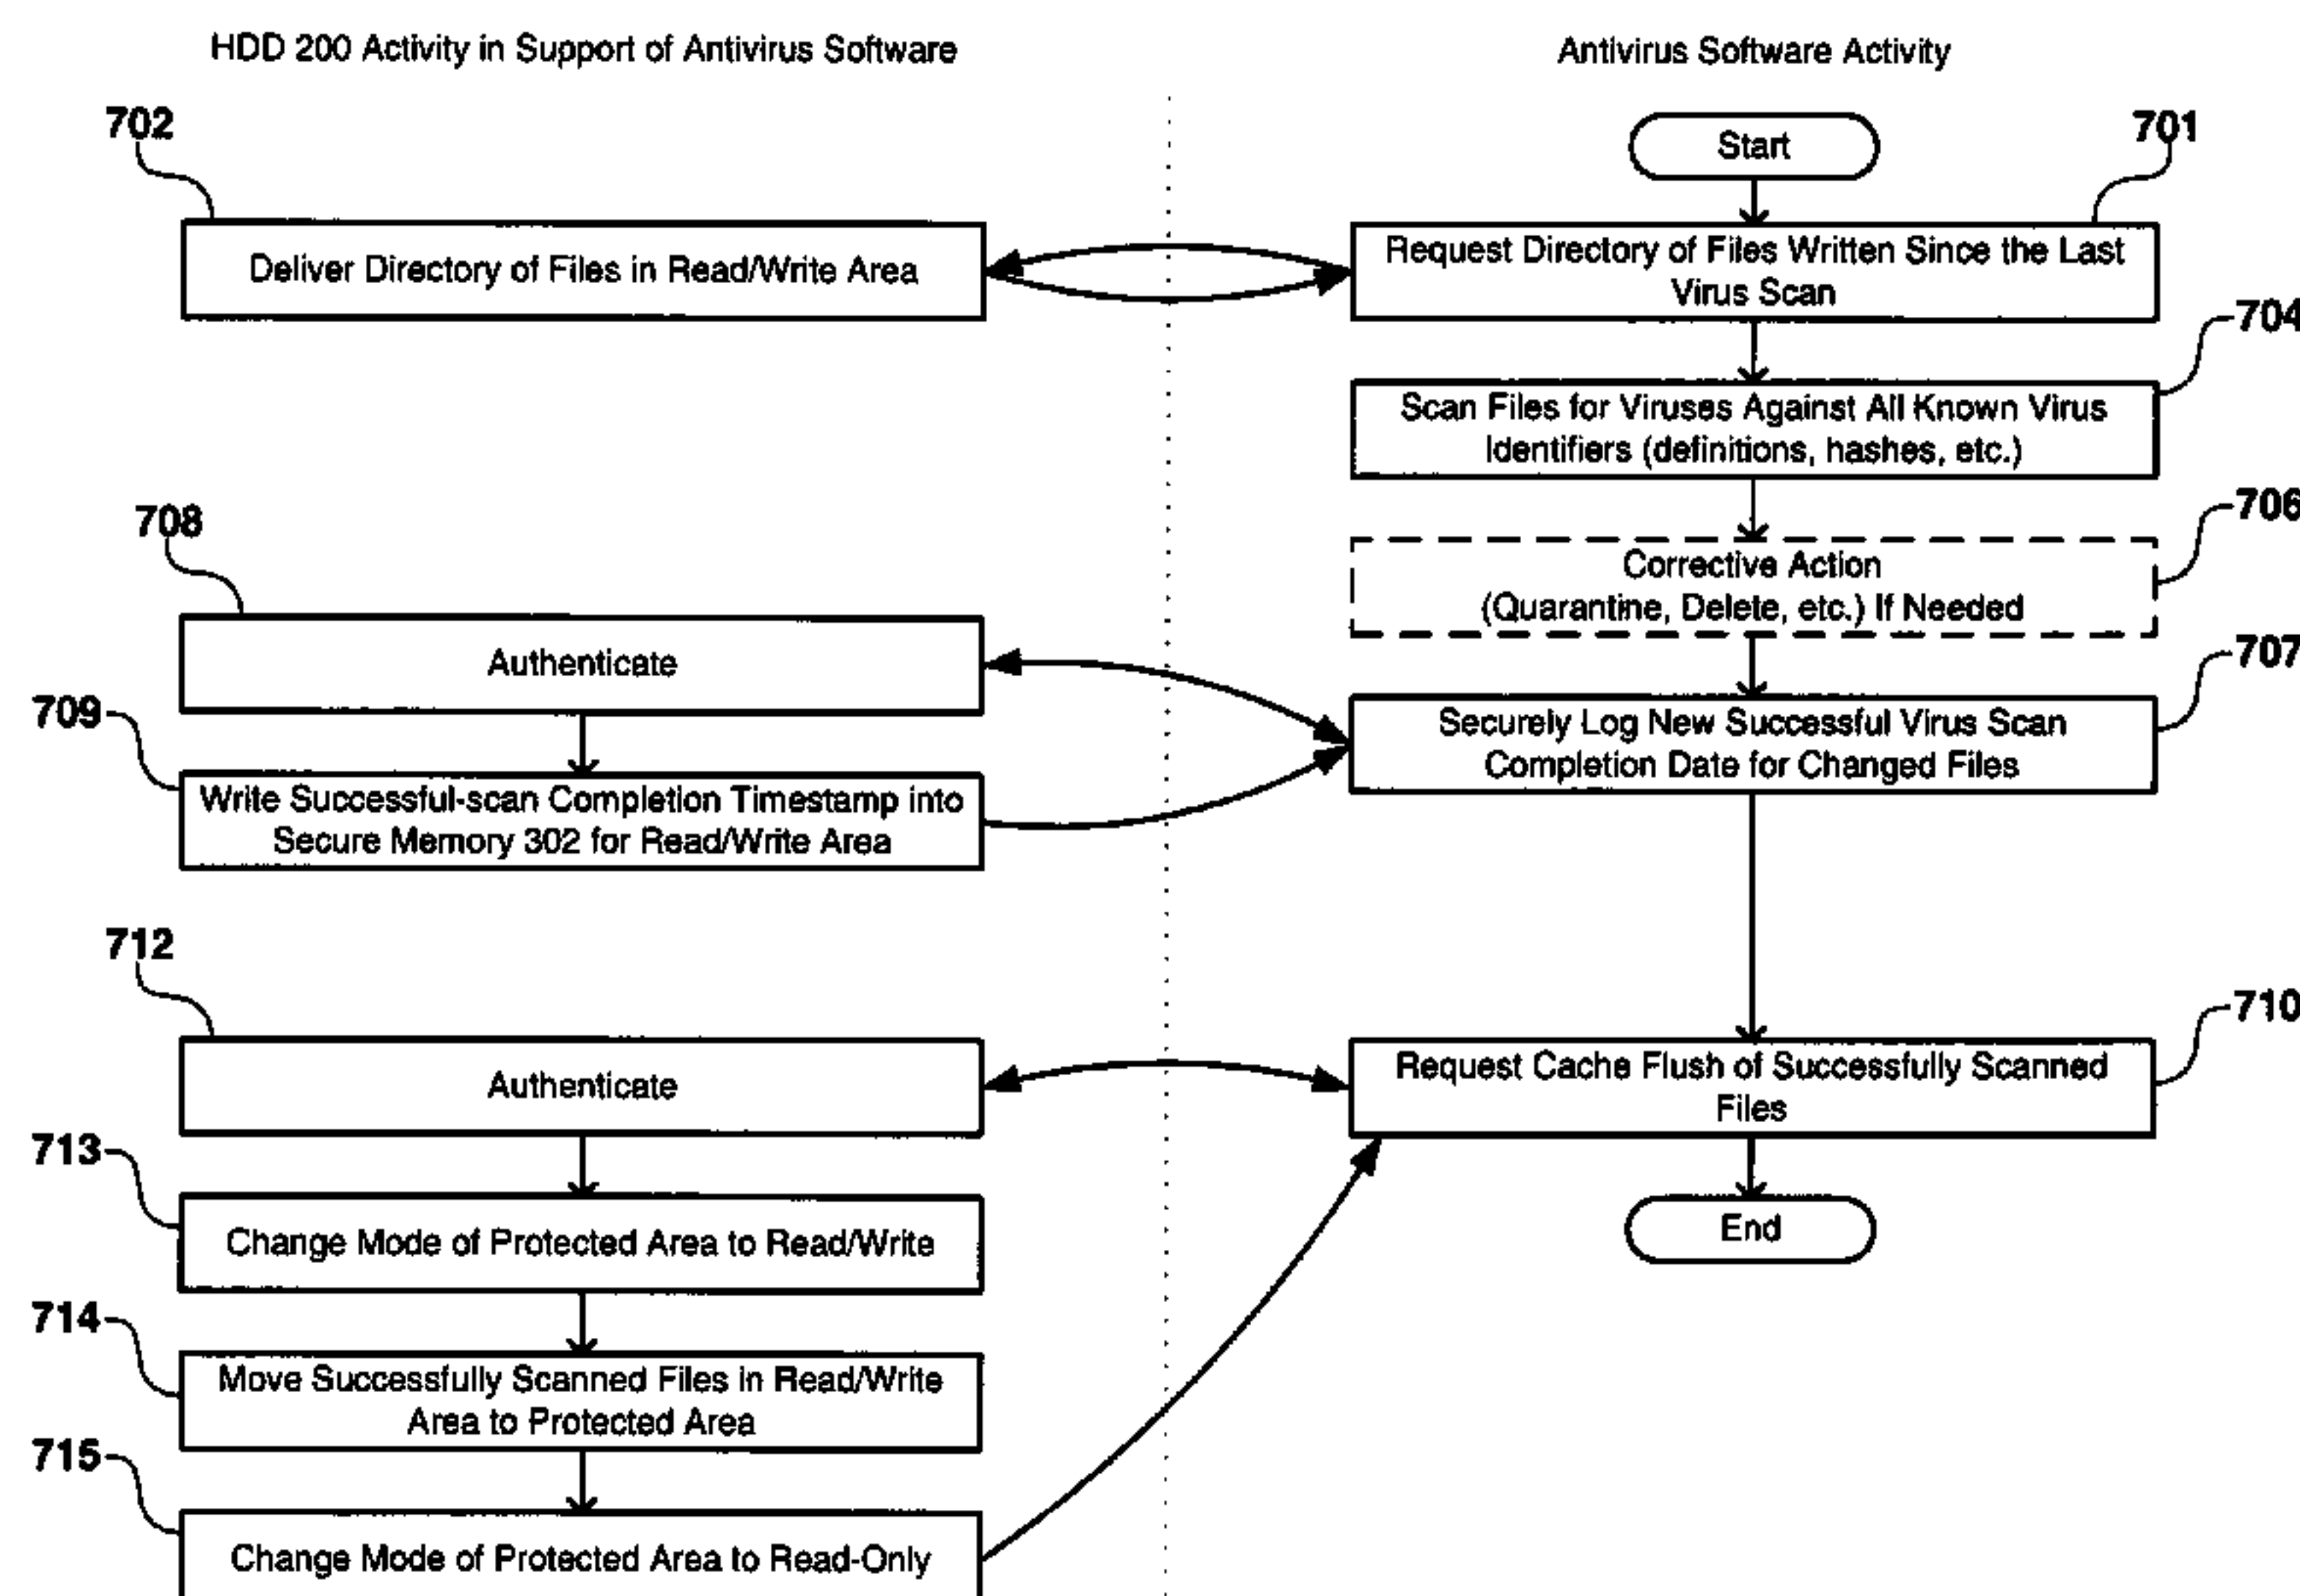 HDD 200 Activity in Support of Antivirus Software
Antivirus Software Activity
702
Start
701
Deliver Directory of Files in Read/Write Area
Request Directory of Files Written Since the Last
Virus Scan
704
Scan Files for Viruses Against All Known Virus
Identifiers (definitions, hashes, etc.)
706
Corrective Action
(Quarantine, Delete, etc.) If Needed
708
Authenticate
707
Securely Log New Successful Virus Scan
Completion Date for Changed Files
709
Write Successful-scan Completion Timestamp into
Secure Memory 302 for Read/Write Area
712
Authenticate
710
Request Cache Flush of Successfully Scanned
Files
713
Change Mode of Protected Area to Read/Write
End
714
Move Successfully Scanned Files in Read/Write
Area to Protected Area
715
Change Mode of Protected Area to Read-Only